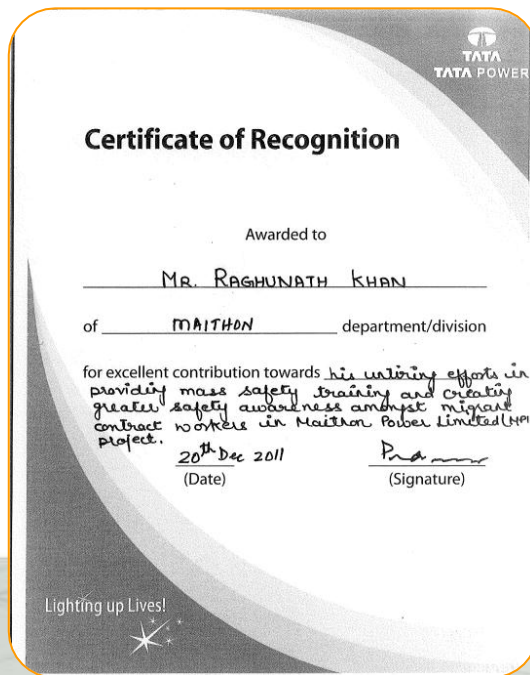 TATA
TATA POWER
Certificate of Recognition
Awarded to
MR. RAGHUNATH KHAN
of MAITHON department/division
for excellent contribution towards his untiring efforts in
providing mass safety training and creating
greater safety awareness amongst migrant
contract workers in Maithon Power Limited (MPL
project.
20th Dec 2011
(Date) (Signature)
Lighting up Lives!